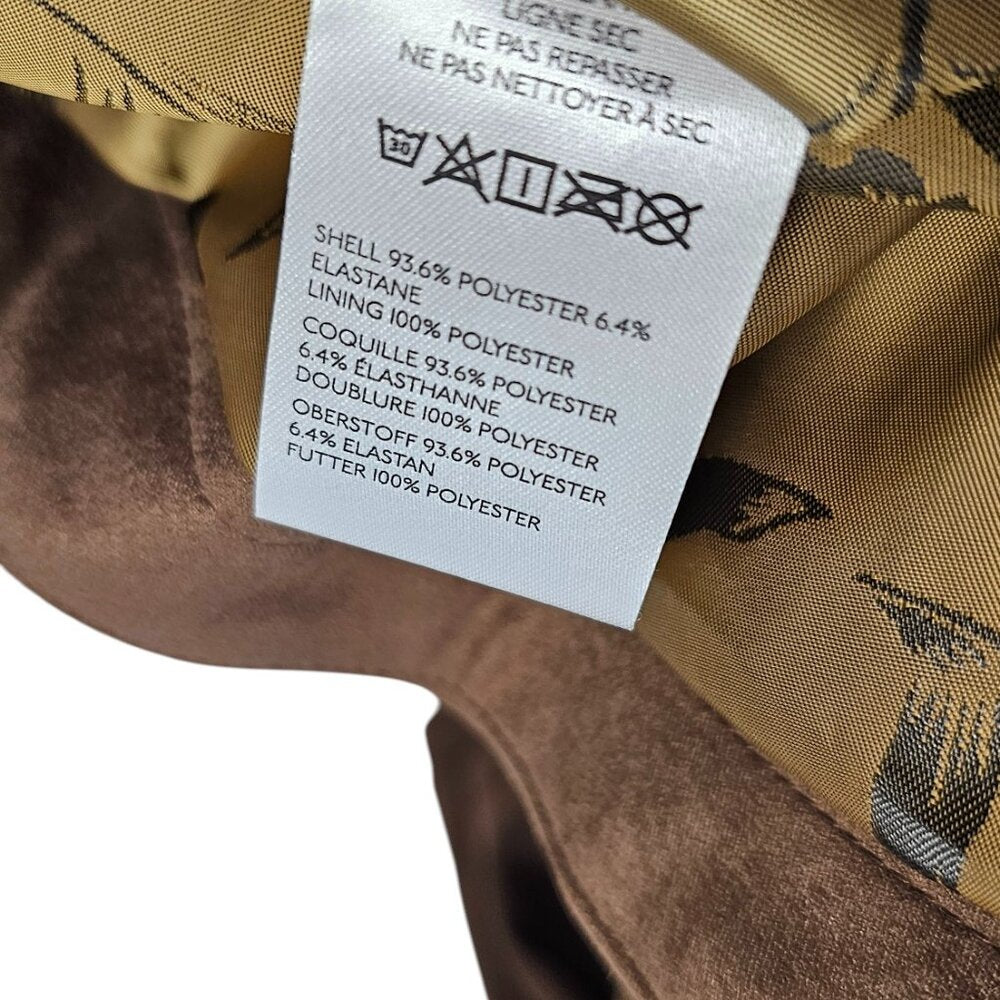 LIGNE SEC
NE PAS REPASSER
NE PAS NETTOYER À SEC
30
SHELL 93.6% POLYESTER 6.4%
ELASTANE
LINING 100% POLYESTER
COQUILLE 93.6% POLYESTER
6.4% ÉLASTHANNE
DOUBLURE 100% POLYESTER
OBERSTOFF 93.6% POLYESTER
6.4% ELASTAN
FUTTER 100% POLYESTER